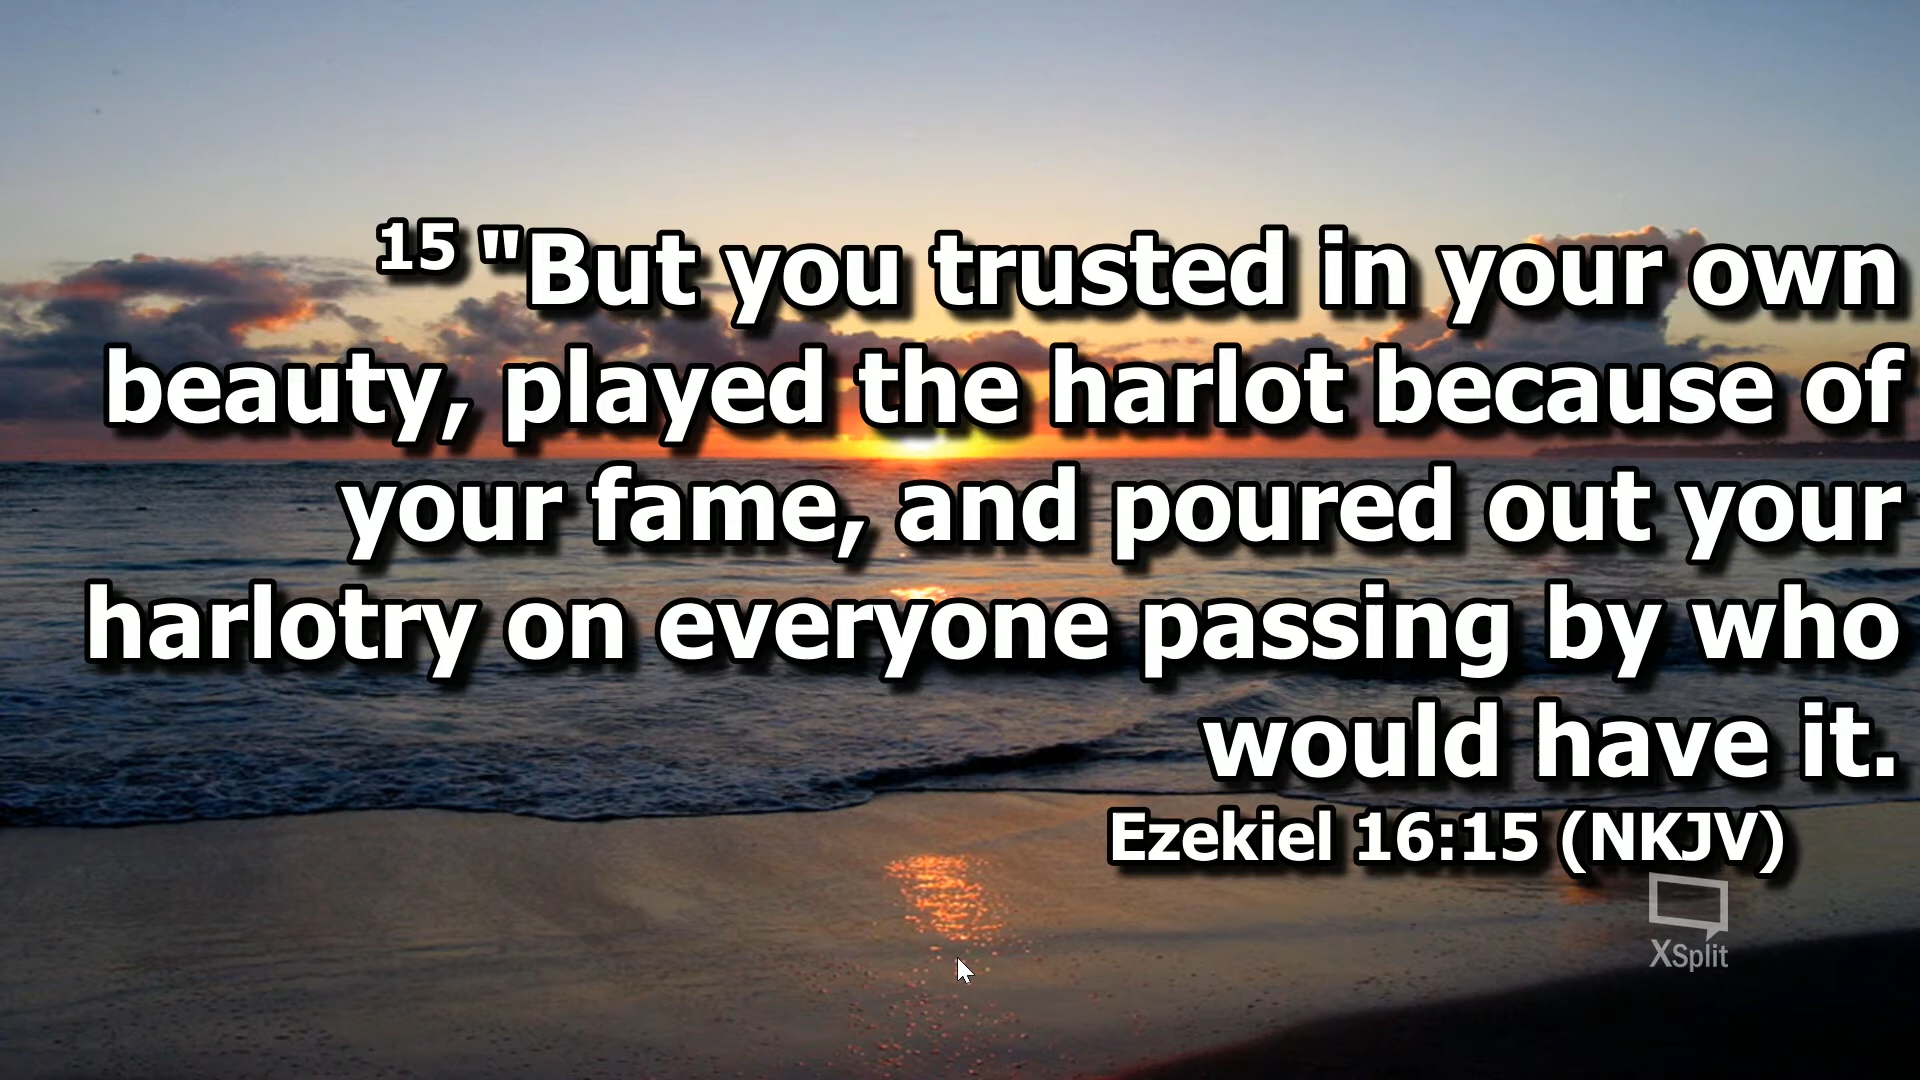 15 "But you trusted in your own
beauty, played the harlot because of
your fame, and poured out your
harlotry on everyone passing by who
would have it.
Ezekiel 16:15 (NKJV)
XSplit